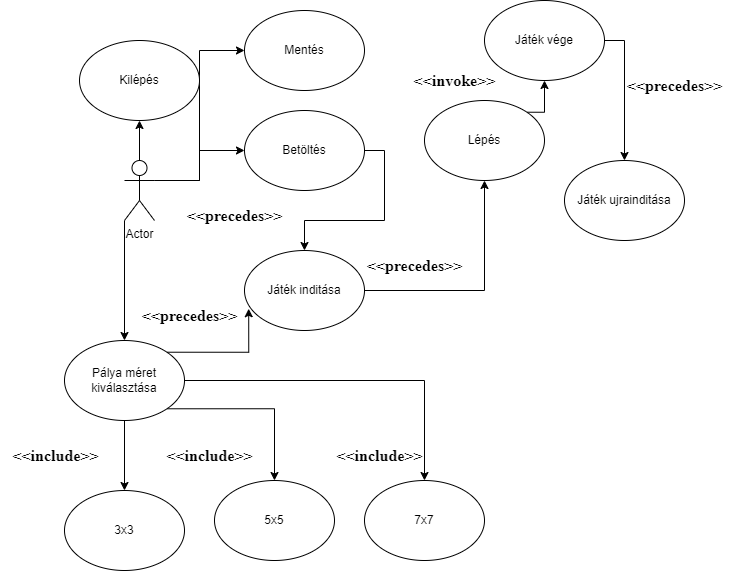 Mentés
Játék vége
Kilépés
<<invoke>>
<<precedes>>
Betöltés
Lépés
Játék ujrainditása
Actor
<<precedes>>
<<precedes>>
Játék inditása
<<precedes>>
Pálya méret
kiválasztása
<<include>>
<<include>>
<<include>>
3x3
5x5
7x7